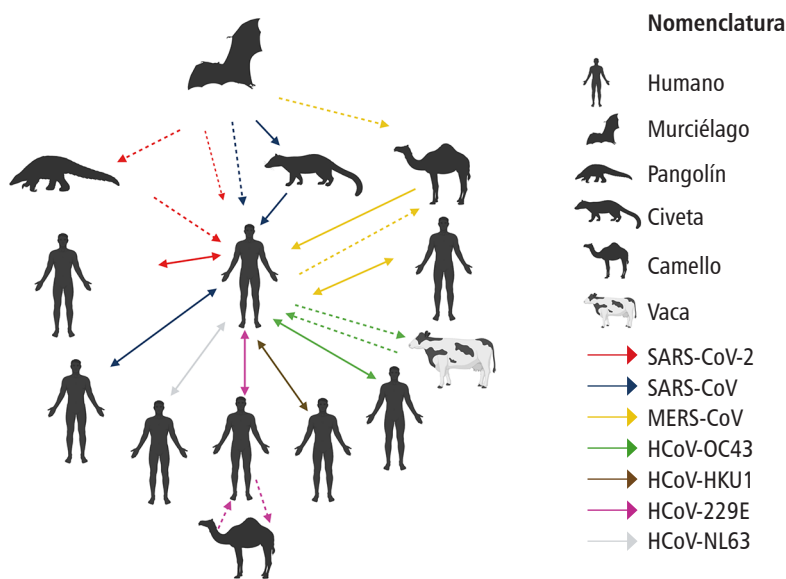 Nomenclatura
Humano
Murciélago
Pangolín
Civeta
Camello
Vaca
SARS-CoV-2
SARS-CoV
MERS-CoV
HCoV-OC43
HCoV-HKU1
HCoV-229E
HCoV-NL63